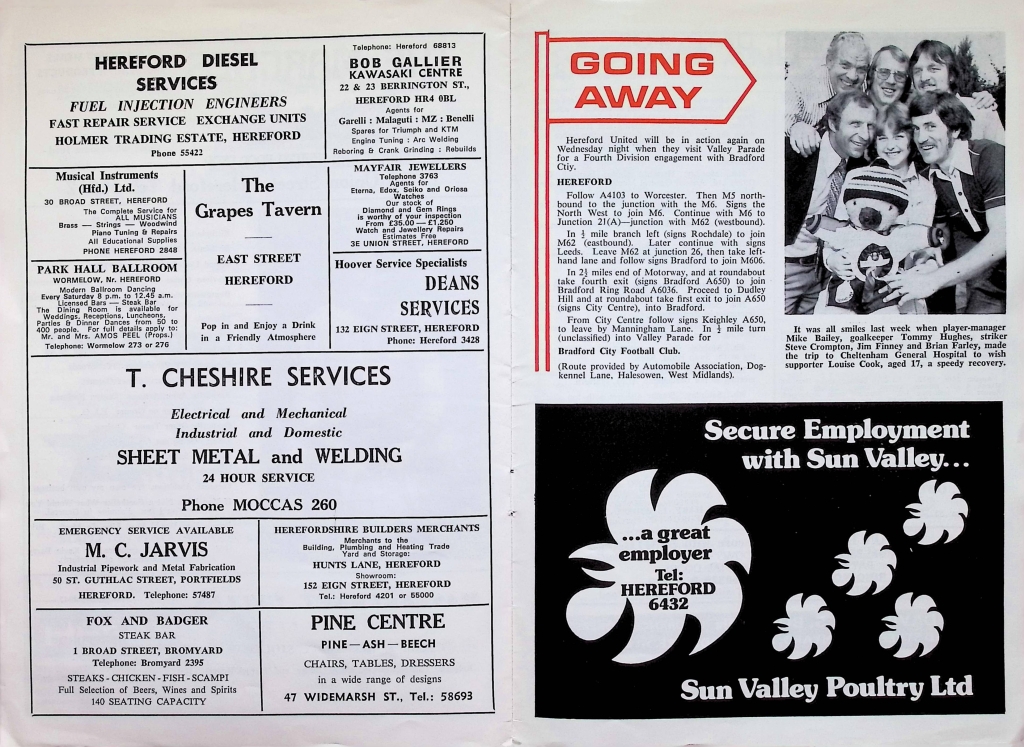 HEREFORD DIESEL
SERVICES
FUEL INJECTION ENGINEERS
FAST REPAIR SERVICE EXCHANGE UNITS
HOLMER TRADING ESTATE, HEREFORD
Phone 55422
Telephone: Hereford 68813
BOB GALLIER
KAWASAKI CENTRE
22 & 23 BERRINGTON ST.,
HEREFORD HR4 0BL
Agents for
Garelli : Malaguti : MZ : Benelli
Spares for Triumph and KTM
Engine Tuning : Arc Welding
Reboring & Crank Grinding : Rebuilds
Musical Instruments
(Hfd.) Ltd.
30 BROAD STREET, HEREFORD
The Complete Service for
ALL MUSICIANS
Brass — Strings — Woodwind
Piano Tuning & Repairs
All Educational Supplies
PHONE HEREFORD 2848
The
Grapes Tavern
EAST STREET
HEREFORD
Pop in and Enjoy a Drink
in a Friendly Atmosphere
MAYFAIR JEWELLERS
Telephone 3763
Agents for
Eterna, Edox, Seiko and Oriosa
Watches
Our stock of
Diamond and Gem Rings
is worthy of your inspection
From £35.00 — £1,250
Watch and Jewellery Repairs
Estimates Free
3E UNION STREET, HEREFORD
PARK HALL BALLROOM
WORMELOW, Nr. HEREFORD
Modern Ballroom Dancing
Every Saturday 8 p.m. to 12.45 a.m.
Licensed Bars — Steak Bar
The Dining Room is available for
Weddings, Receptions, Luncheons,
Parties & Dinner Dances from 50 to
400 people. For full details apply to:
Mr. and Mrs. AMOS PEEL (Props.)
Telephone: Wormelow 273 or 276
Hoover Service Specialists
DEANS
SERVICES
132 EIGN STREET, HEREFORD
Phone: Hereford 3428
T. CHESHIRE SERVICES
Electrical and Mechanical
Industrial and Domestic
SHEET METAL and WELDING
24 HOUR SERVICE
Phone MOCCAS 260
EMERGENCY SERVICE AVAILABLE
M. C. JARVIS
Industrial Pipework and Metal Fabrication
50 ST. GUTHLAC STREET, PORTFIELDS
HEREFORD. Telephone: 57487
HEREFORDSHIRE BUILDERS MERCHANTS
Merchants to the
Building, Plumbing and Heating Trade
Yard and Storage:
HUNTS LANE, HEREFORD
Showroom:
152 EIGN STREET, HEREFORD
Tel.: Hereford 4201 or 55000
FOX AND BADGER
STEAK BAR
1 BROAD STREET, BROMYARD
Telephone: Bromyard 2395
STEAKS - CHICKEN - FISH - SCAMPI
Full Selection of Beers, Wines and Spirits
140 SEATING CAPACITY
PINE CENTRE
PINE — ASH — BEECH
CHAIRS, TABLES, DRESSERS
in a wide range of designs
47 WIDEMARSH ST., Tel.: 58693
GOING
AWAY
Hereford United will be in action again on
Wednesday night when they visit Valley Parade
for a Fourth Division engagement with Bradford
Ctiy.
HEREFORD
Follow A4103 to Worcester. Then M5 north-
bound to the junction with the M6. Signs the
North West to join M6. Continue with M6 to
Junction 21(A)—junction with M62 (westbound).
In ½ mile branch left (signs Rochdale) to join
M62 (eastbound). Later continue with signs
Leeds. Leave M62 at junction 26, then take left-
hand lane and follow signs Bradford to join M606.
In 2½ miles end of Motorway, and at roundabout
take fourth exit (signs Bradford A650) to join
Bradford Ring Road A6036. Proceed to Dudley
Hill and at roundabout take first exit to join A650
(signs City Centre), into Bradford.
From City Centre follow signs Keighley A650,
to leave by Manningham Lane. In ½ mile turn
(unclassified) into Valley Parade for
Bradford City Football Club.
(Route provided by Automobile Association, Dog-
kennel Lane, Halesowen, West Midlands).
It was all smiles last week when player-manager
Mike Bailey, goalkeeper Tommy Hughes, striker
Steve Crompton, Jim Finney and Brian Farley, made
the trip to Cheltenham General Hospital to wish
supporter Louise Cook, aged 17, a speedy recovery.
Secure Employment
with Sun Valley...
...a great
employer
Tel:
HEREFORD
6432
Sun Valley Poultry Ltd